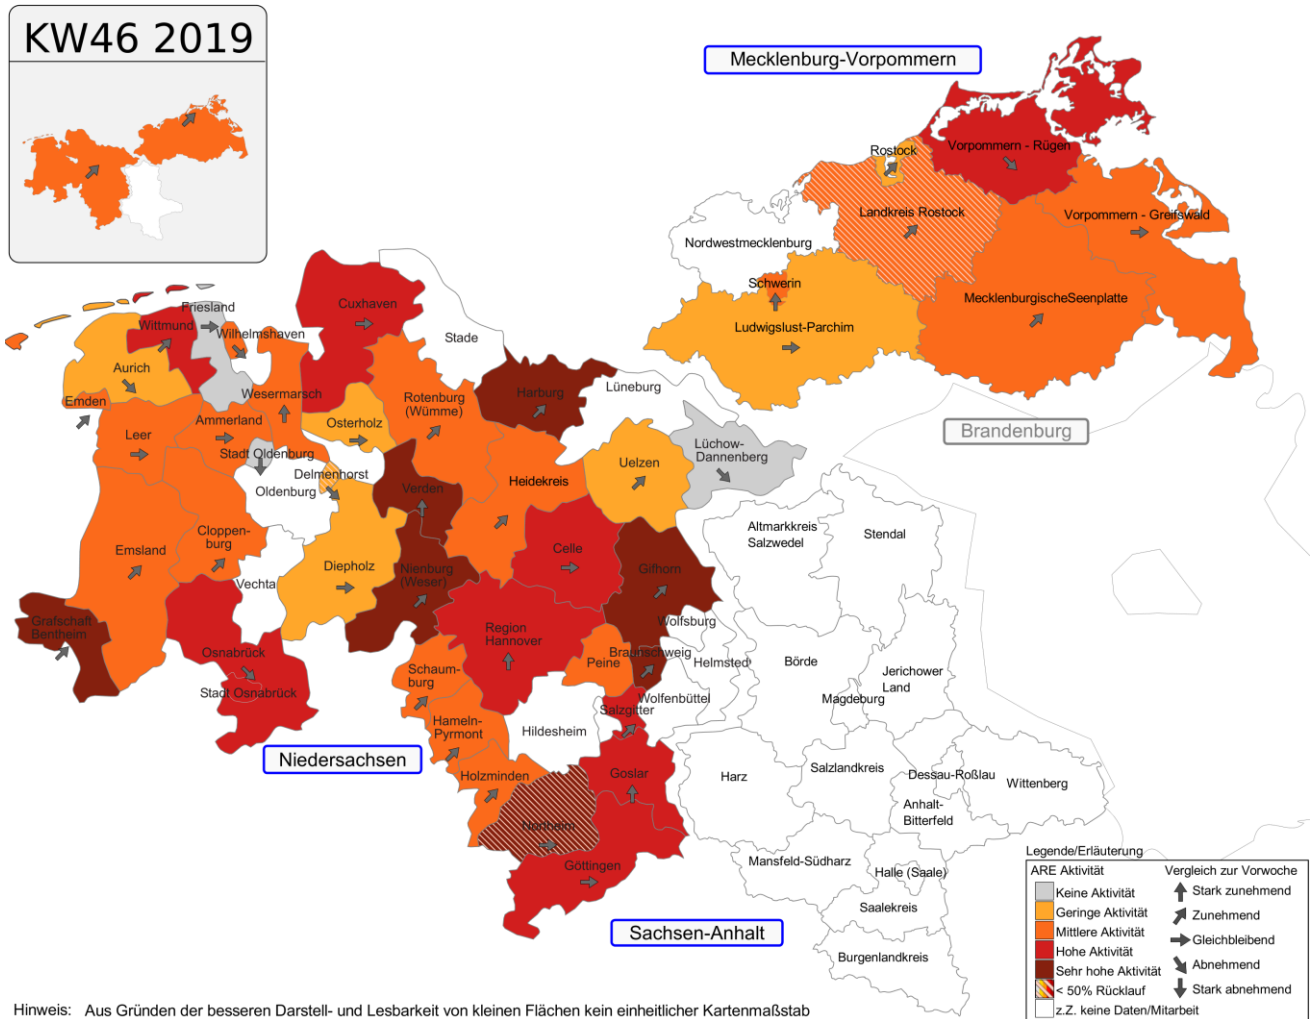 KW46 2019
Mecklenburg-Vorpommern
Rostock
Vorpommern - Rügen
Landkreis Rostock
Vorpommern - Greifswald
Nordwestmecklenburg
Schwerin
MecklenburgischeSeenplatte
Ludwigslust-Parchim
Brandenburg
Friesland
Cuxhaven
Wittmund
Wilhelmshaven
Stade
Aurich
Lüneburg
Emden
Wesermarsch
Harburg
Rotenburg
(Wümme)
Leer
Ammerland
Osterholz
Stadt Oldenburg
Lüchow-
Dannenberg
Uelzen
Delmenhorst
Oldenburg
Verden
Heidekreis
Altmarkkreis
Salzwedel
Stendal
Cloppen-
burg
Emsland
Celle
Diepholz
Nienburg
(Weser)
Gifhorn
Vechta
Grafschaft
Bentheim
Region
Hannover
Wolfsburg
Osnabrück
Braunschweig
Peine
Helmsted
Börde
Schaum-
burg
Jerichower
Land
Stadt Osnabrück
Wolfenbüttel
Magdeburg
Salzgitter
Hameln-
Pyrmont
Hildesheim
Niedersachsen
Holzminden
Goslar
Harz
Salzlandkreis
Dessau-Roßlau
Wittenberg
Anhalt-
Bitterfeld
Northeim
Göttingen
Mansfeld-Südharz
Halle (Saale)
Saalekreis
Sachsen-Anhalt
Burgenlandkreis
Legende/Erläuterung
ARE Aktivität
Vergleich zur Vorwoche
Keine Aktivität
Stark zunehmend
Geringe Aktivität
Zunehmend
Mittlere Aktivität
Gleichbleibend
Hohe Aktivität
Abnehmend
Sehr hohe Aktivität
< 50% Rücklauf
Stark abnehmend
z.Z. keine Daten/Mitarbeit
Hinweis: Aus Gründen der besseren Darstell- und Lesbarkeit von kleinen Flächen kein einheitlicher Kartenmaßstab